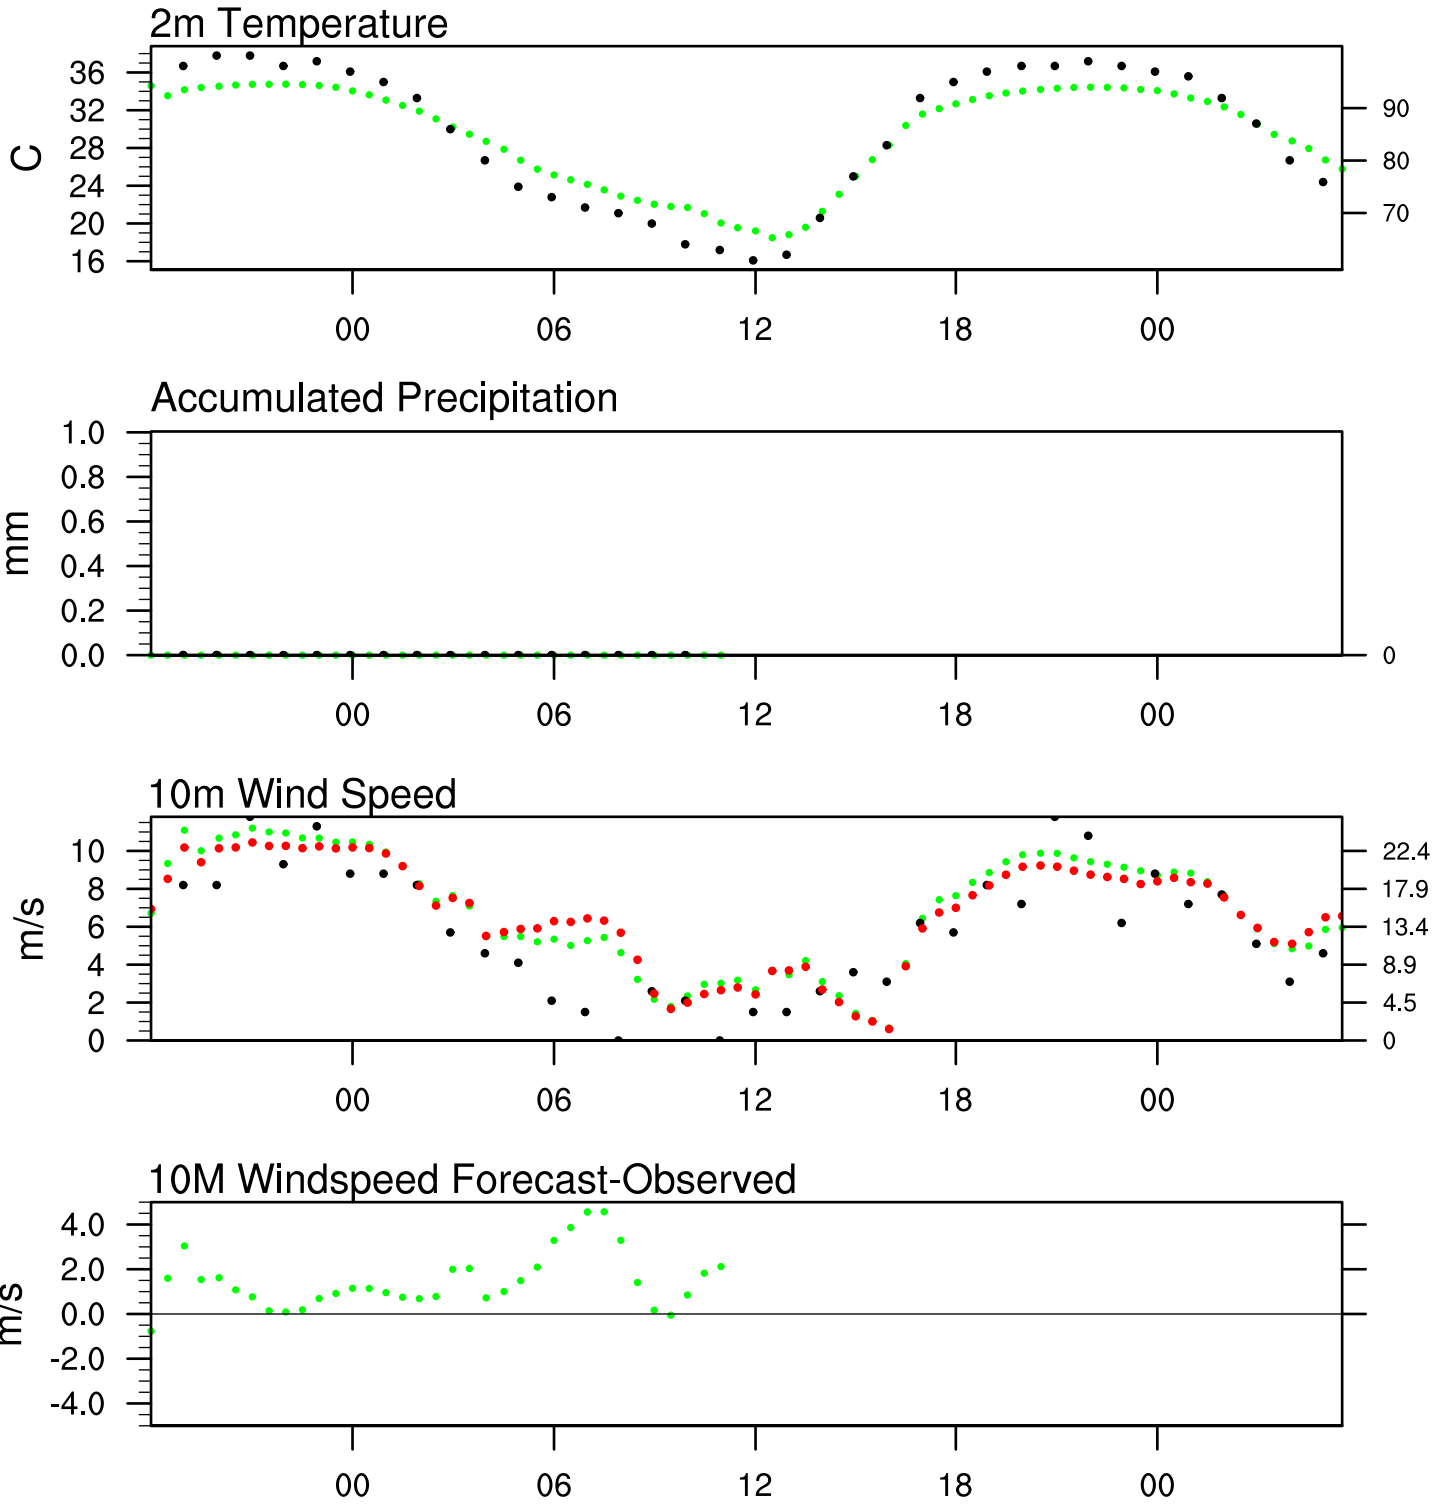 2m Temperature
36
32
28
24
20
16
C
90
80
70
00 06 12 18 00
Accumulated Precipitation
1.0
0.8
0.6
0.4
0.2
0.0
mm
0
00 06 12 18 00
10m Wind Speed
10
8
6
4
2
0
m/s
22.4
17.9
13.4
8.9
4.5
0
00 06 12 18 00
10M Windspeed Forecast-Observed
4.0
2.0
0.0
-2.0
-4.0
m/s
00 06 12 18 00